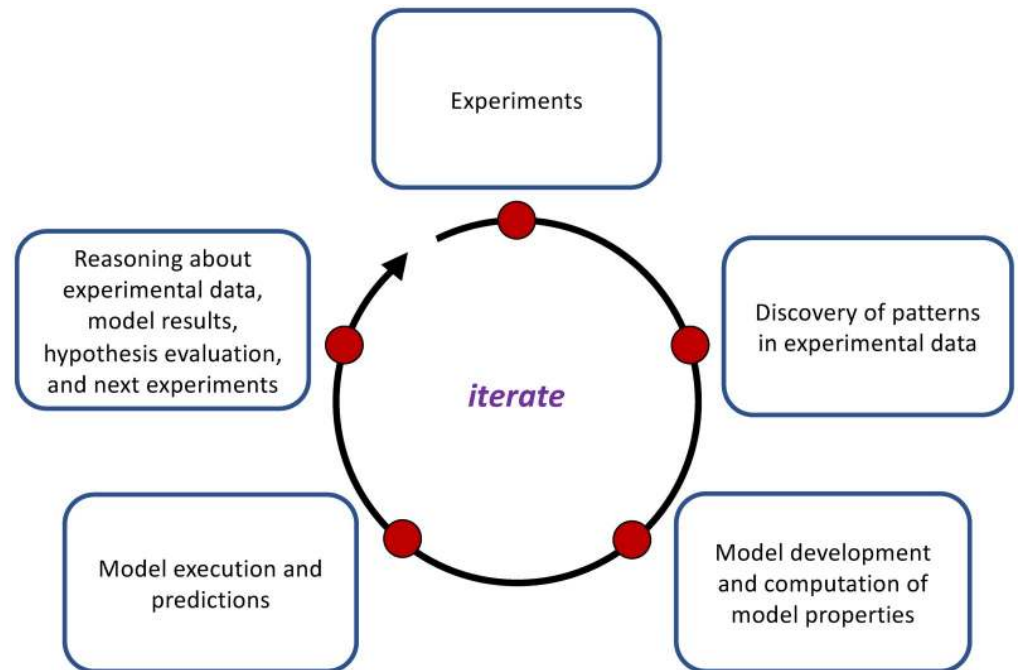 Experiments
Reasoning about
experimental data,
model results,
hypothesis evaluation,
and next experiments
Discovery of patterns
in experimental data
iterate
Model execution and
predictions
Model development
and computation of
model properties